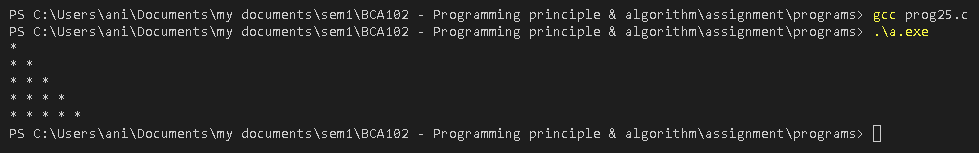 PS C:\Users\ani\Documents\my documents\sem1\BCA102 - Programming principle & algorithm\assignment\programs> gcc prog25.c
PS C:\Users\ani\Documents\my documents\sem1\BCA102 - Programming principle & algorithm\assignment\programs> .\a.exe
*
* *
* * *
* * * *
* * * * *
PS C:\Users\ani\Documents\my documents\sem1\BCA102 - Programming principle & algorithm\assignment\programs>